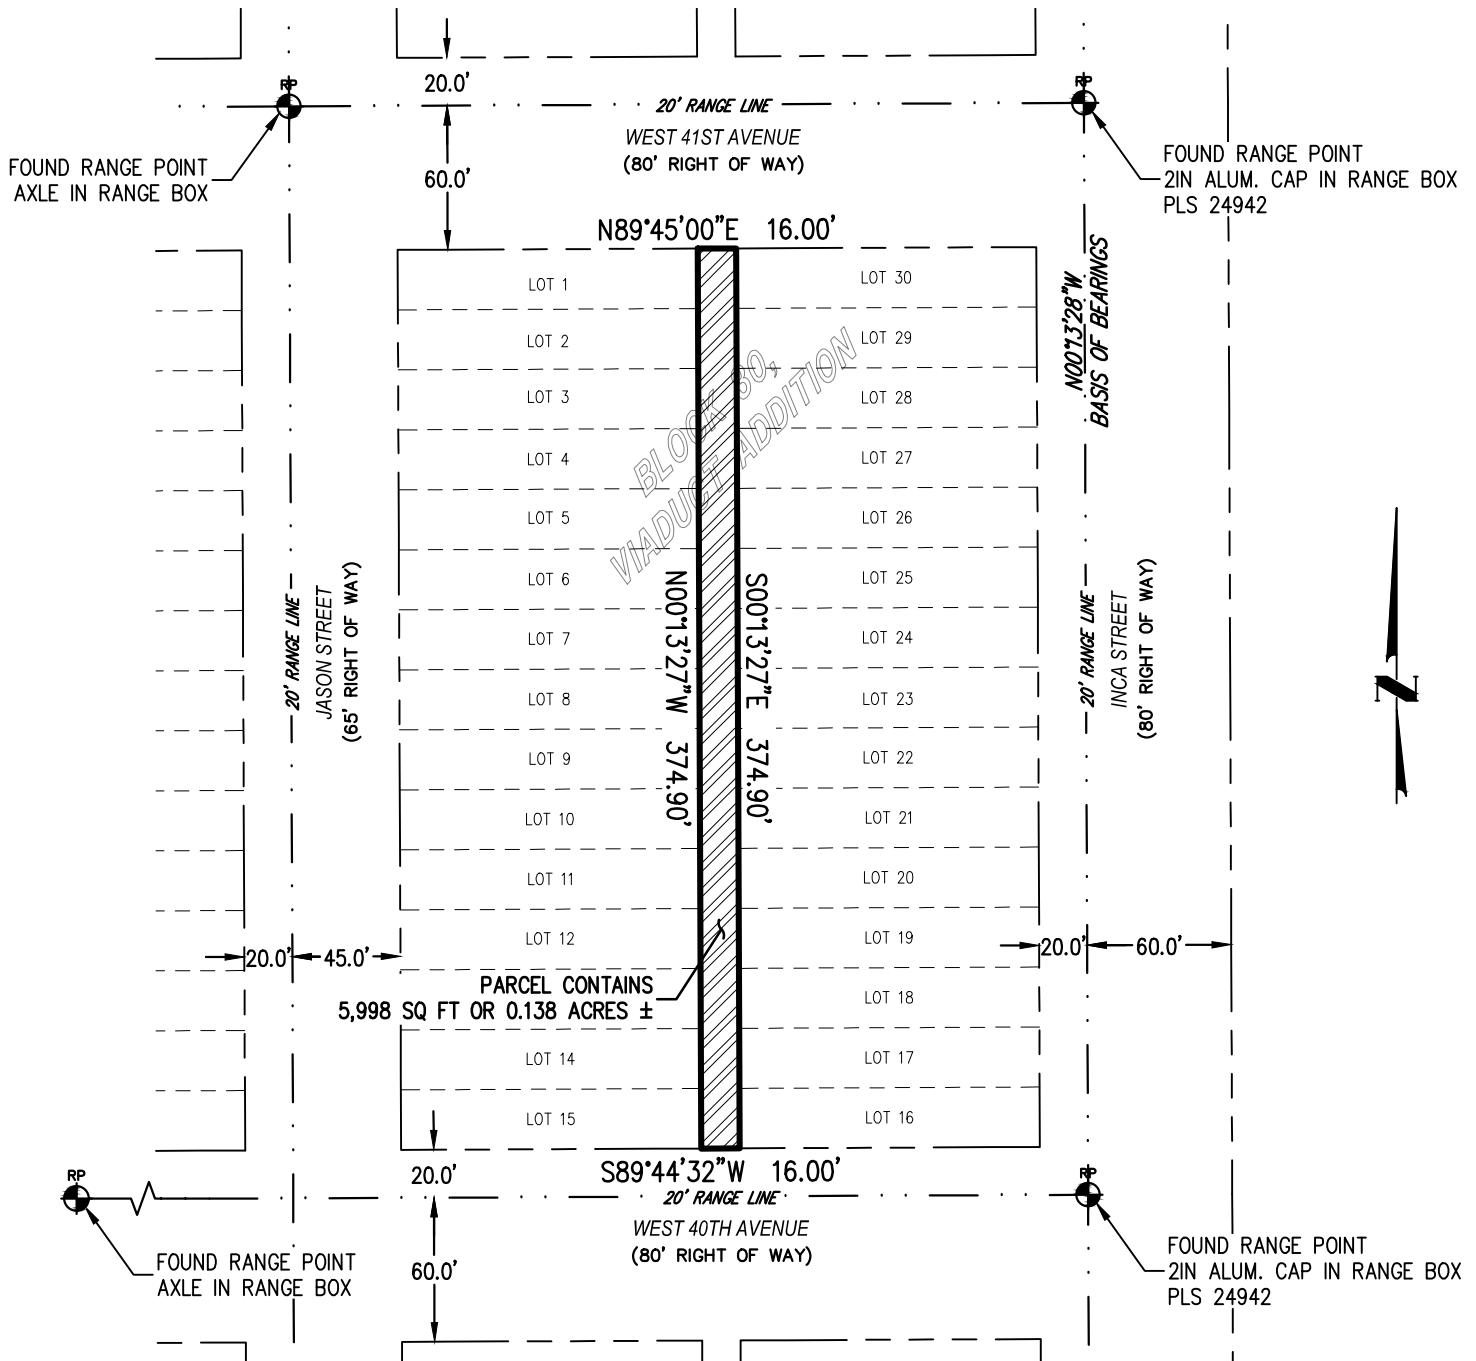 20.0'
RP
RP
20' RANGE LINE
WEST 41ST AVENUE
(80' RIGHT OF WAY)
FOUND RANGE POINT
AXLE IN RANGE BOX
60.0'
FOUND RANGE POINT
2IN ALUM. CAP IN RANGE BOX
PLS 24942
N89°45'00"E 16.00'
N00°13'28"W
BASIS OF BEARINGS
LOT 1
LOT 30
LOT 2
LOT 29
LOT 3
LOT 28
LOT 4
LOT 27
LOT 5
LOT 26
LOT 6
LOT 25
LOT 7
LOT 24
LOT 8
LOT 23
LOT 9
LOT 22
LOT 10
LOT 21
LOT 11
LOT 20
LOT 12
LOT 19
LOT 18
LOT 14
LOT 17
LOT 15
LOT 16
VIADUCT ADDITION
N00°13'27"W 374.90'
S00°13'27"E 374.90'
20' RANGE LINE
JASON STREET
(65' RIGHT OF WAY)
20' RANGE LINE
INCA STREET
(80' RIGHT OF WAY)
N
20.0'
45.0'
20.0'
60.0'
PARCEL CONTAINS
5,998 SQ FT OR 0.138 ACRES ±
20.0'
S89°44'32"W 16.00'
RP
RP
20' RANGE LINE
WEST 40TH AVENUE
(80' RIGHT OF WAY)
60.0'
FOUND RANGE POINT
AXLE IN RANGE BOX
FOUND RANGE POINT
2IN ALUM. CAP IN RANGE BOX
PLS 24942